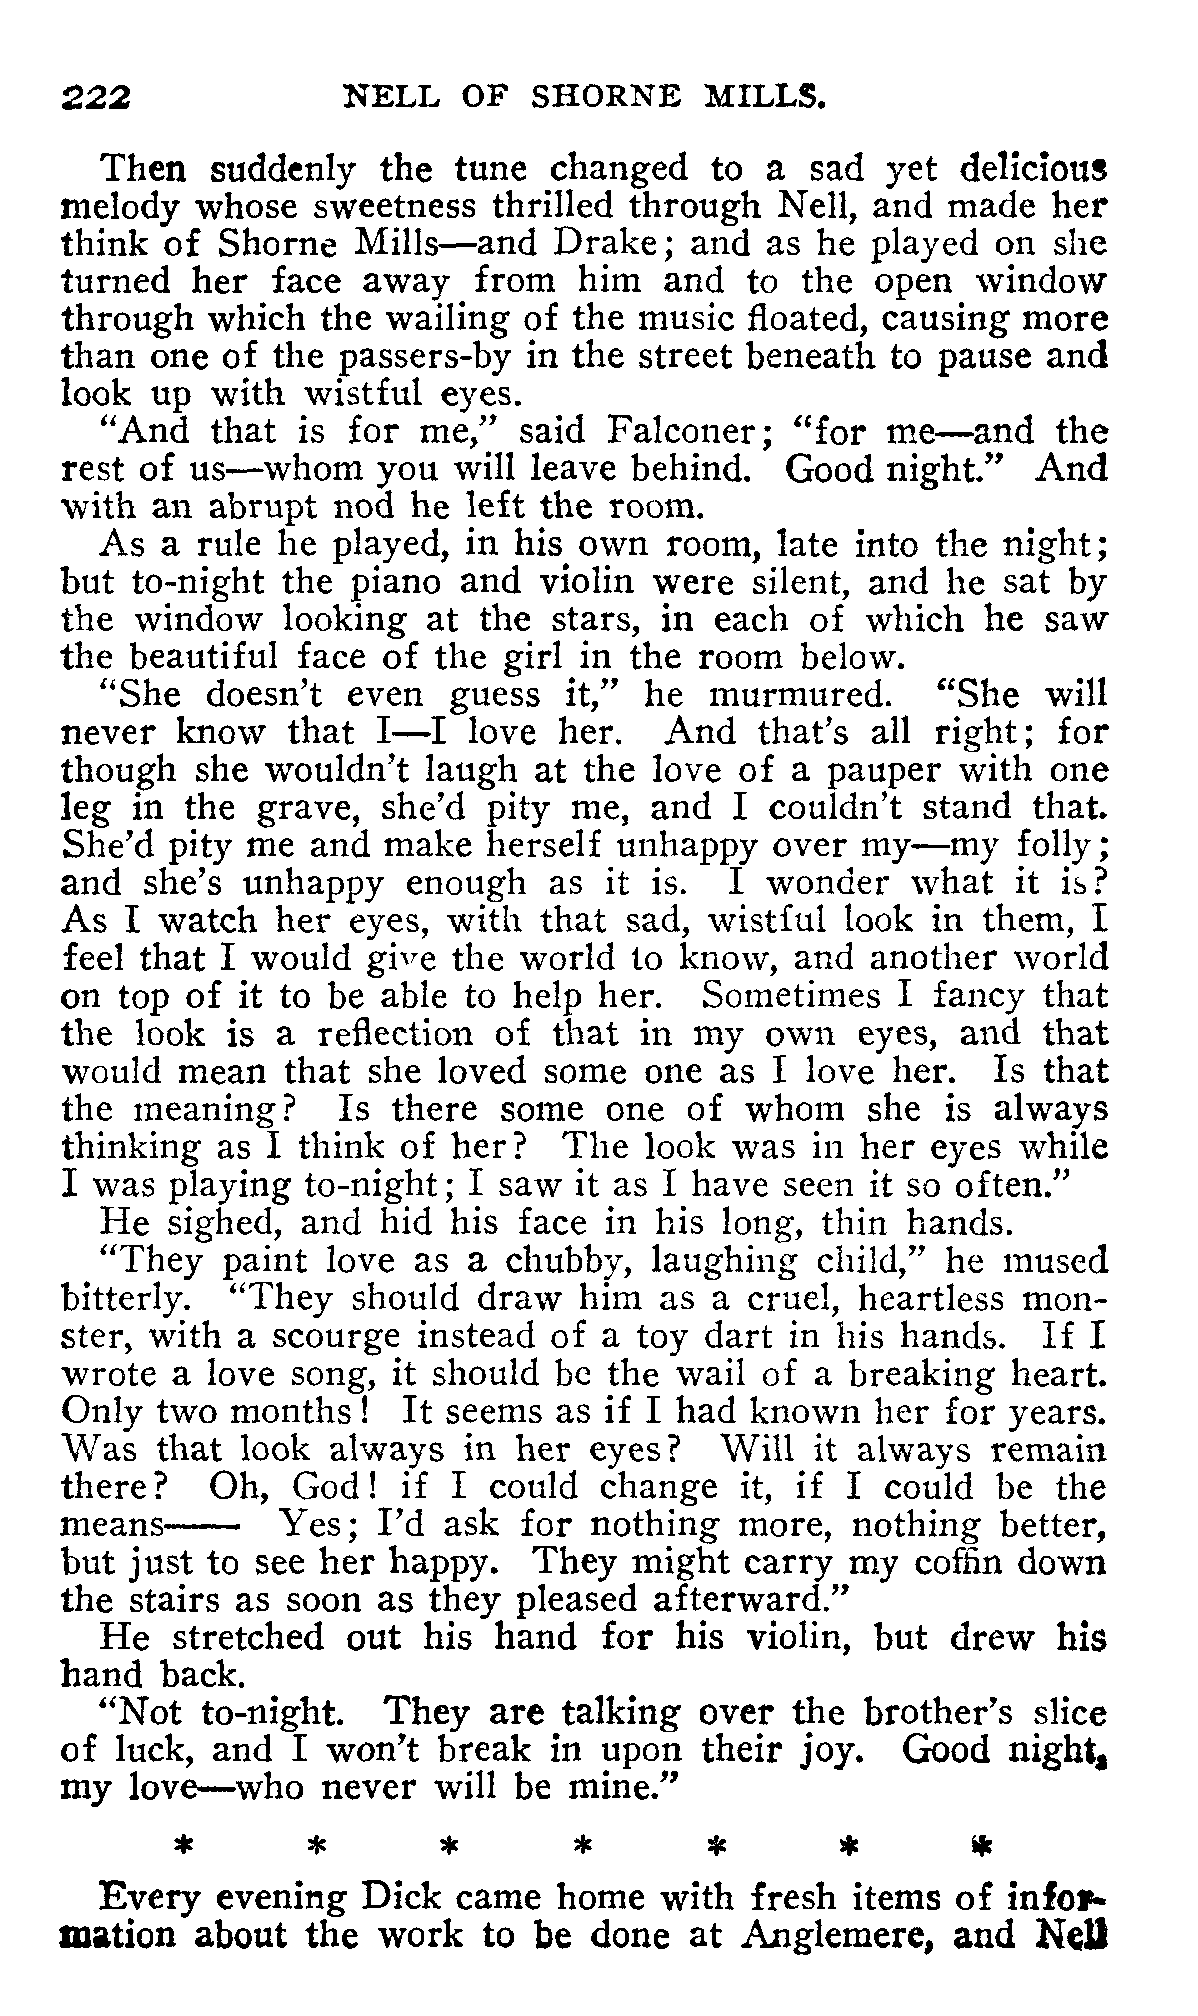 222 NELL OF SHORNE MILLS.
Then suddenly the tune changed to a sad yet delicious
melody whose sweetness thrilled through Nell, and made her
think of Shorne Mills—and Drake; and as he played on she
turned her face away from him and to the open window
through which the wailing of the music floated, causing more
than one of the passers-by in the street beneath to pause and
look up with wistful eyes.
"And that is for me," said Falconer; "for me—and the
rest of us—whom you will leave behind. Good night." And
with an abrupt nod he left the room.
As a rule he played, in his own room, late into the night;
but to-night the piano and violin were silent, and he sat by
the window looking at the stars, in each of which he saw
the beautiful face of the girl in the room below.
"She doesn't even guess it," he murmured. "She will
never know that I—I love her. And that's all right; for
though she wouldn't laugh at the love of a pauper with one
leg in the grave, she'd pity me, and I couldn't stand that.
She'd pity me and make herself unhappy over my—my folly;
and she's unhappy enough as it is. I wonder what it is?
As I watch her eyes, with that sad, wistful look in them, I
feel that I would give the world to know, and another world
on top of it to be able to help her. Sometimes I fancy that
the look is a reflection of that in my own eyes, and that
would mean that she loved some one as I love her. Is that
the meaning? Is there some one of whom she is always
thinking as I think of her? The look was in her eyes while
I was playing to-night; I saw it as I have seen it so often."
He sighed, and hid his face in his long, thin hands.
"They paint love as a chubby, laughing child," he mused
bitterly. "They should draw him as a cruel, heartless mon-
ster, with a scourge instead of a toy dart in his hands. If I
wrote a love song, it should be the wail of a breaking heart.
Only two months! It seems as if I had known her for years.
Was that look always in her eyes? Will it always remain
there? Oh, God! if I could change it, if I could be the
means—— Yes; I'd ask for nothing more, nothing better,
but just to see her happy. They might carry my coffin down
the stairs as soon as they pleased afterward."
He stretched out his hand for his violin, but drew his
hand back.
"Not to-night. They are talking over the brother's slice
of luck, and I won't break in upon their joy. Good night,
my love—who never will be mine."
* * * * * * *
Every evening Dick came home with fresh items of infor-
mation about the work to be done at Anglemere, and Nell